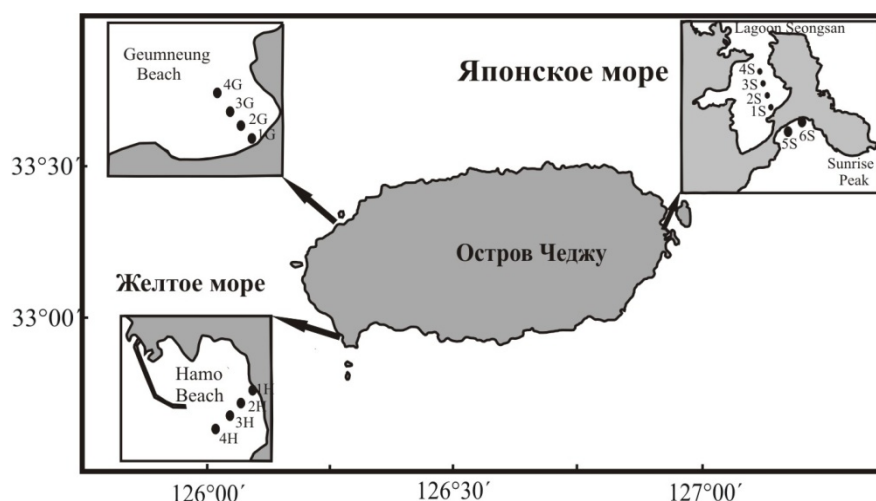 Geumneung
Beach
4G
3G
2G
1G
Lagoon Seongsan
4S
3S
2S
1S
5S
6S
Sunrise
Peak
Японское море
33°30′
Остров Чеджу
Желтое море
33°00′
Hamo
Beach
1H
2H
3H
4H
126°00′
126°30′
127°00′